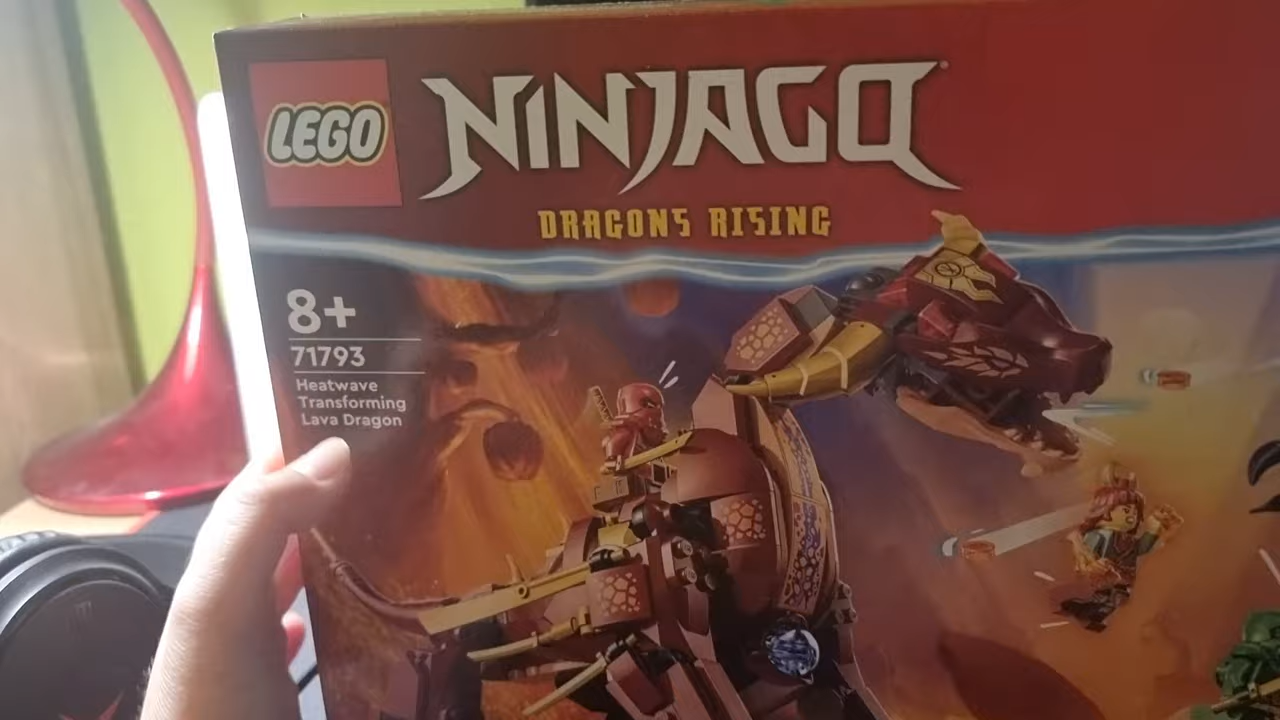 LEGO
NINJAGO
DRAGONS RISING
8+
71793
Heatwave
Transforming
Lava Dragon